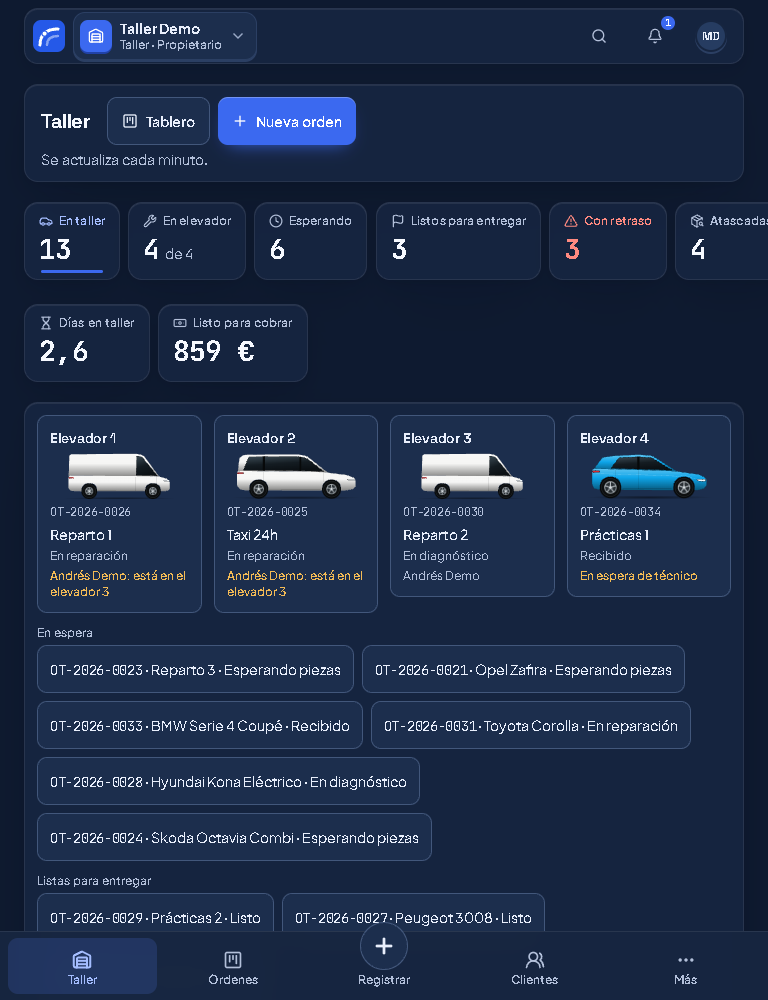 Taller Demo
Taller · Propietario
1
MD
Taller
Tablero
Nueva orden
Se actualiza cada minuto.
En taller
13
En elevador
4 de 4
Esperando
6
Listos para entregar
3
Con retraso
3
Atascadas
4
Días en taller
2,6
Listo para cobrar
859 €
Elevador 1
OT-2026-0026
Reparto 1
En reparación
Andrés Demo: está en el
elevador 3
Elevador 2
OT-2026-0025
Taxi 24h
En reparación
Andrés Demo: está en el
elevador 3
Elevador 3
OT-2026-0030
Reparto 2
En diagnóstico
Andrés Demo
Elevador 4
OT-2026-0034
Prácticas 1
Recibido
En espera de técnico
En espera
OT-2026-0023 · Reparto 3 · Esperando piezas
OT-2026-0021 · Opel Zafira · Esperando piezas
OT-2026-0033 · BMW Serie 4 Coupé · Recibido
OT-2026-0031 · Toyota Corolla · En reparación
OT-2026-0028 · Hyundai Kona Eléctrico · En diagnóstico
OT-2026-0024 · Skoda Octavia Combi · Esperando piezas
Listas para entregar
OT-2026-0029 · Prácticas 2 · Listo
OT-2026-0027 · Peugeot 3008 · Listo
Taller
Órdenes
Registrar
Clientes
Más